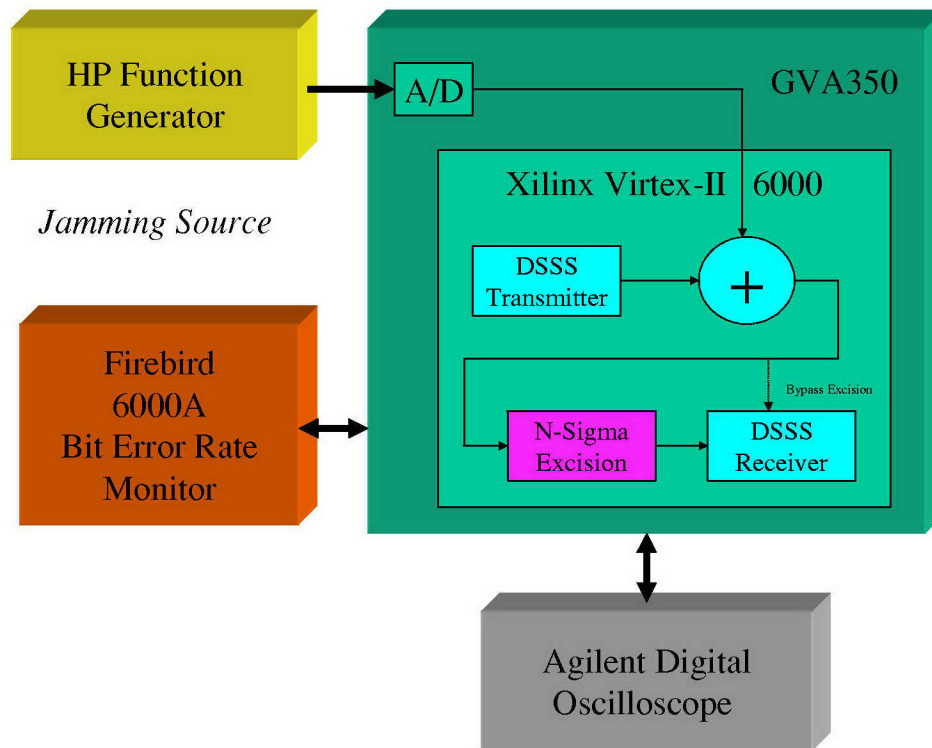 HP Function
Generator
A/D
GVA350
Xilinx Virtex-II 6000
Jamming Source
DSSS
Transmitter
+
Firebird
6000A
Bit Error Rate
Monitor
Bypass Excision
N-Sigma
Excision
DSSS
Receiver
Agilent Digital
Oscilloscope